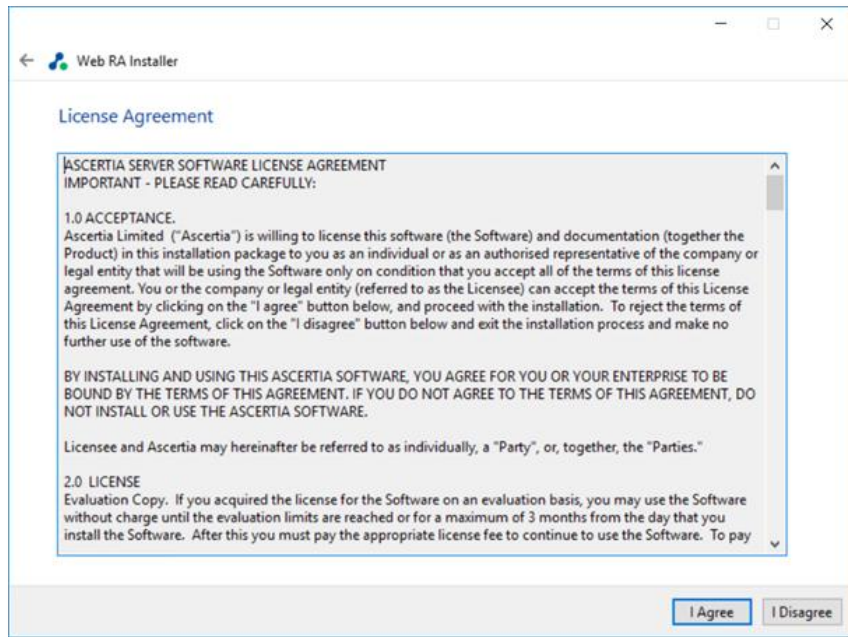 Web RA Installer
License Agreement
ASCERTIA SERVER SOFTWARE LICENSE AGREEMENT
IMPORTANT - PLEASE READ CAREFULLY:
1.0 ACCEPTANCE.
Ascertia Limited  ("Ascertia") is willing to license this software (the Software) and documentation (together the
Product) in this installation package to you as an individual or as an authorised representative of the company or
legal entity that will be using the Software only on condition that you accept all of the terms of this license
agreement. You or the company or legal entity (referred to as the Licensee) can accept the terms of this License
Agreement by clicking on the "I agree" button below, and proceed with the installation.  To reject the terms of
this License Agreement, click on the "I disagree" button below and exit the installation process and make no
further use of the software.
BY INSTALLING AND USING THIS ASCERTIA SOFTWARE, YOU AGREE FOR YOU OR YOUR ENTERPRISE TO BE
BOUND BY THE TERMS OF THIS AGREEMENT. IF YOU DO NOT AGREE TO THE TERMS OF THIS AGREEMENT, DO
NOT INSTALL OR USE THE ASCERTIA SOFTWARE.
Licensee and Ascertia may hereinafter be referred to as individually, a "Party", or, together, the "Parties."
2.0  LICENSE
Evaluation Copy.  If you acquired the license for the Software on an evaluation basis, you may use the Software
without charge until the evaluation limits are reached or for a maximum of 3 months from the day that you
install the Software.  After this you must pay the appropriate license fee to continue to use the Software.  To pay
I Agree
I Disagree